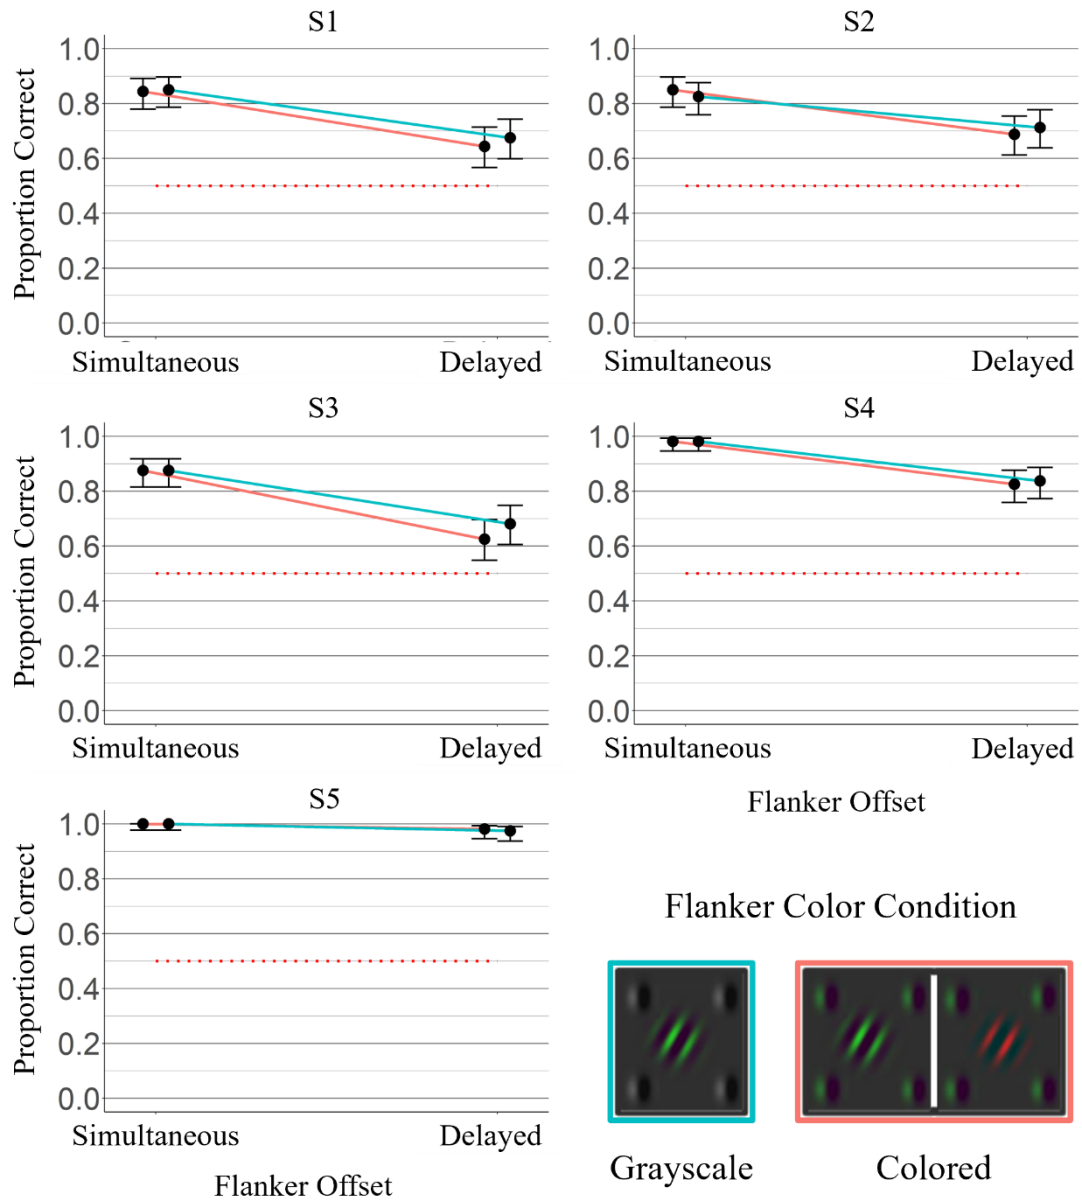 S1
Proportion Correct
1.0
0.8
0.6
0.4
0.2
0.0
Simultaneous Delayed
S2
1.0
0.8
0.6
0.4
0.2
0.0
Simultaneous Delayed
S3
Proportion Correct
1.0
0.8
0.6
0.4
0.2
0.0
Simultaneous Delayed
S4
1.0
0.8
0.6
0.4
0.2
0.0
Simultaneous Delayed
Flanker Offset
S5
Proportion Correct
1.0
0.8
0.6
0.4
0.2
0.0
Simultaneous Delayed
Flanker Offset
Flanker Color Condition
Grayscale Colored